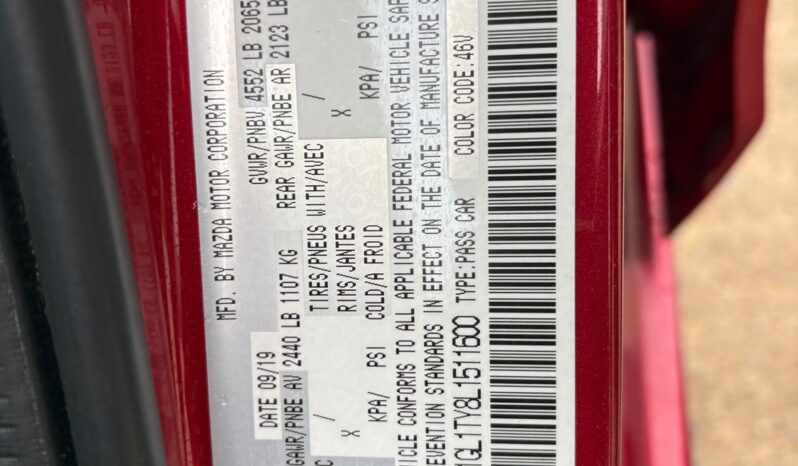 MFD. BY MAZDA MOTOR CORPORATION
DATE 09/19 GVWR/PNBV 4552 LB 2065
GAWR/PNBE AV 2440 LB 1107 KG REAR GAWR/PNBE AR 2123 LB
C / TIRES/PNEUS WITH/AVEC /
X RIMS/JANTES X
KPA/ PSI COLD/A FROID KPA/ PSI
ICLE CONFORMS TO ALL APPLICABLE FEDERAL MOTOR VEHICLE SAF
EVENTION STANDARDS IN EFFECT ON THE DATE OF MANUFACTURE S
1GL1TY8L1511600 TYPE:PASS CAR COLOR CODE:46V